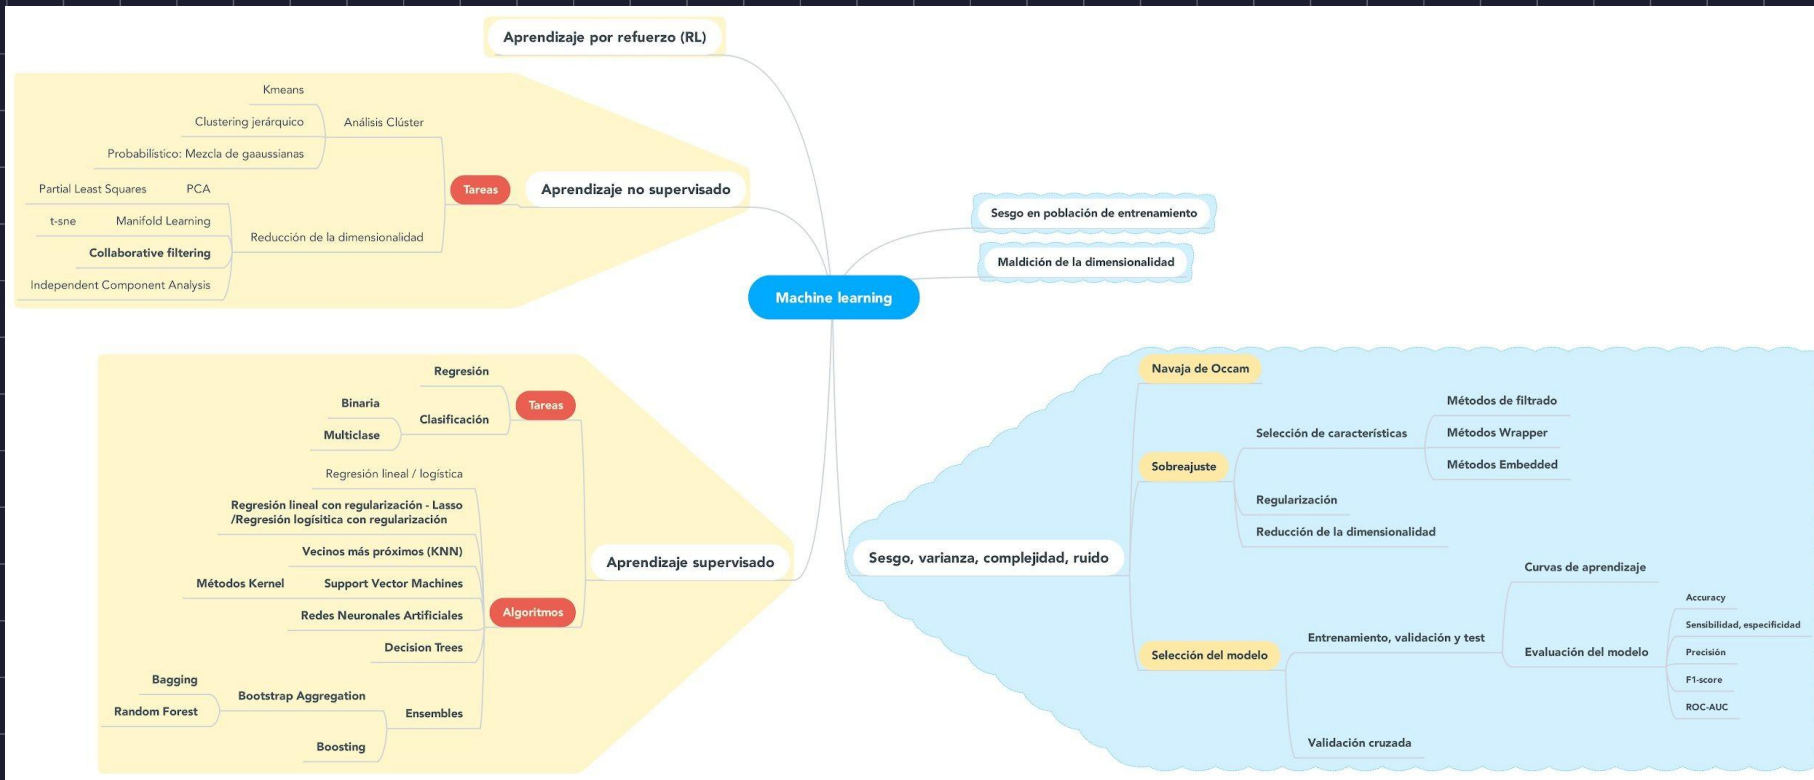 Aprendizaje por refuerzo (RL)
Kmeans
Clustering jerárquico
Probabilístico: Mezcla de gaaussianas
Análisis Clúster
Partial Least Squares
PCA
t-sne
Manifold Learning
Collaborative filtering
Independent Component Analysis
Reducción de la dimensionalidad
Tareas
Aprendizaje no supervisado
Sesgo en población de entrenamiento
Maldición de la dimensionalidad
Machine learning
Regresión
Binaria
Multiclase
Clasificación
Tareas
Regresión lineal / logística
Regresión lineal con regularización - Lasso
/Regresión logísitica con regularización
Vecinos más próximos (KNN)
Métodos Kernel
Support Vector Machines
Redes Neuronales Artificiales
Decision Trees
Bagging
Random Forest
Bootstrap Aggregation
Boosting
Ensembles
Algoritmos
Aprendizaje supervisado
Sesgo, varianza, complejidad, ruido
Navaja de Occam
Sobreajuste
Selección de características
Métodos de filtrado
Métodos Wrapper
Métodos Embedded
Regularización
Reducción de la dimensionalidad
Selección del modelo
Entrenamiento, validación y test
Curvas de aprendizaje
Evaluación del modelo
Accuracy
Sensibilidad, especificidad
Precisión
F1-score
ROC-AUC
Validación cruzada